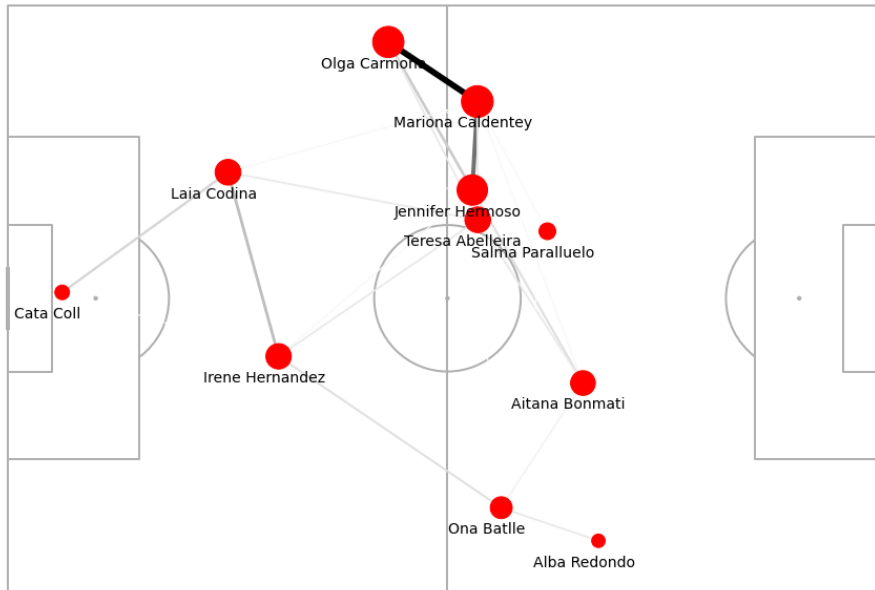 Olga Carmona
Mariona Caldentey
Laia Codina
Jennifer Hermoso
Teresa Abelleira
Salma Paralluelo
Cata Coll
Irene Hernandez
Aitana Bonmati
Ona Batlle
Alba Redondo